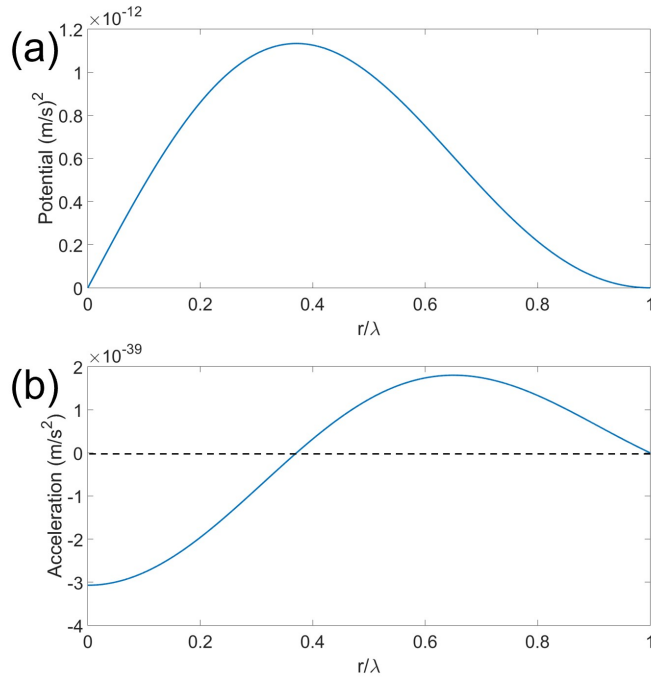 ×10⁻¹²
(a)
1.2
1
0.8
0.6
0.4
0.2
0
Potential (m/s)²
0 0.2 0.4 0.6 0.8 1
r/λ
×10⁻³⁹
(b)
2
1
0
-1
-2
-3
-4
Acceleration (m/s²)
0 0.2 0.4 0.6 0.8 1
r/λ